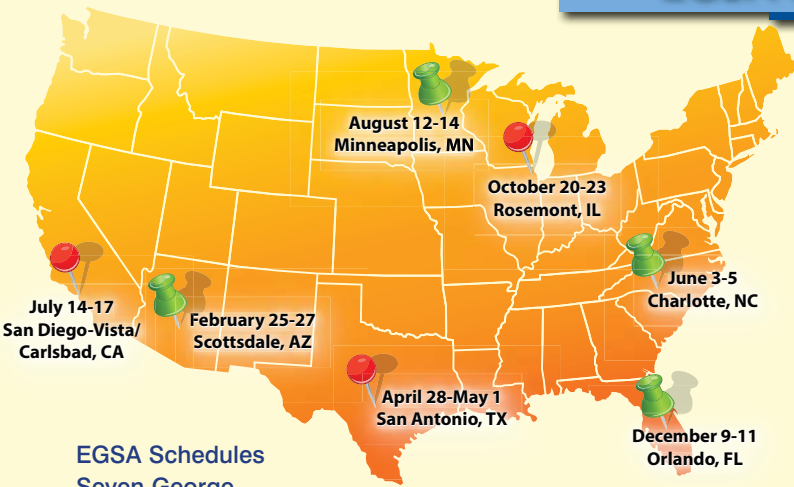 August 12-14
Minneapolis, MN
October 20-23
Rosemont, IL
June 3-5
Charlotte, NC
July 14-17
San Diego-Vista/
Carlsbad, CA
February 25-27
Scottsdale, AZ
April 28-May 1
San Antonio, TX
December 9-11
Orlando, FL
EGSA Schedules
Seven George